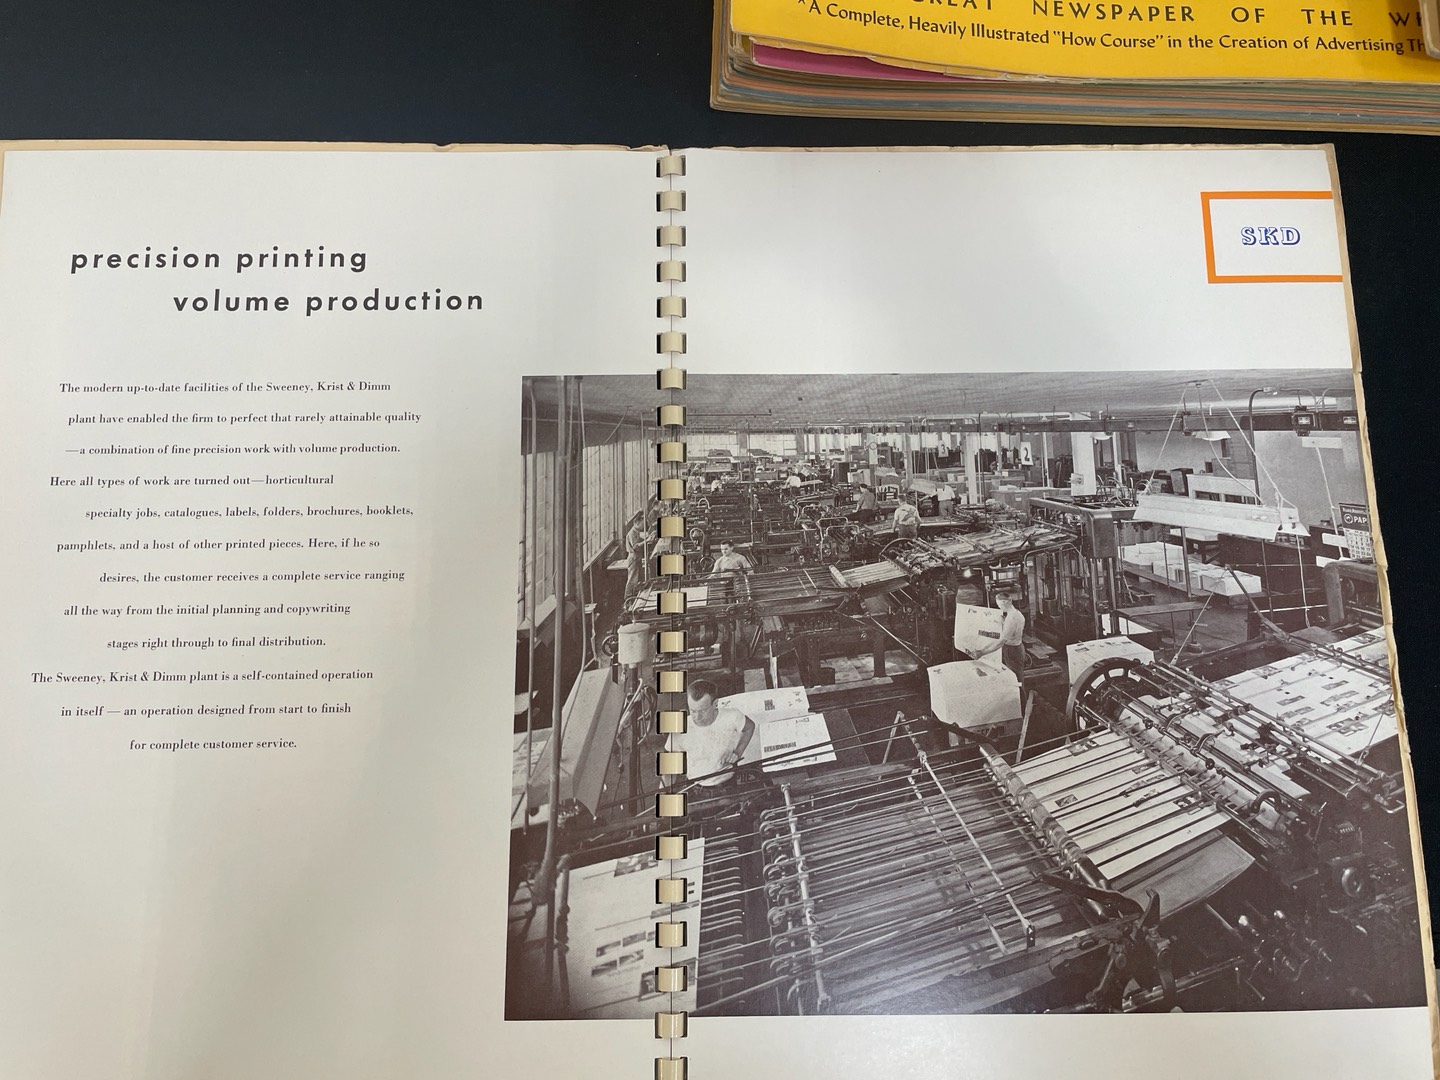 GREAT NEWSPAPER OF THE
*A Complete, Heavily Illustrated "How Course" in the Creation of Advertising
precision printing
volume production
SKD
The modern up-to-date facilities of the Sweeney, Krist & Dimm
plant have enabled the firm to perfect that rarely attainable quality
—a combination of fine precision work with volume production.
Here all types of work are turned out—horticultural
specialty jobs, catalogues, labels, folders, brochures, booklets,
pamphlets, and a host of other printed pieces. Here, if he so
desires, the customer receives a complete service ranging
all the way from the initial planning and copywriting
stages right through to final distribution.
The Sweeney, Krist & Dimm plant is a self-contained operation
in itself — an operation designed from start to finish
for complete customer service.
2
PAP